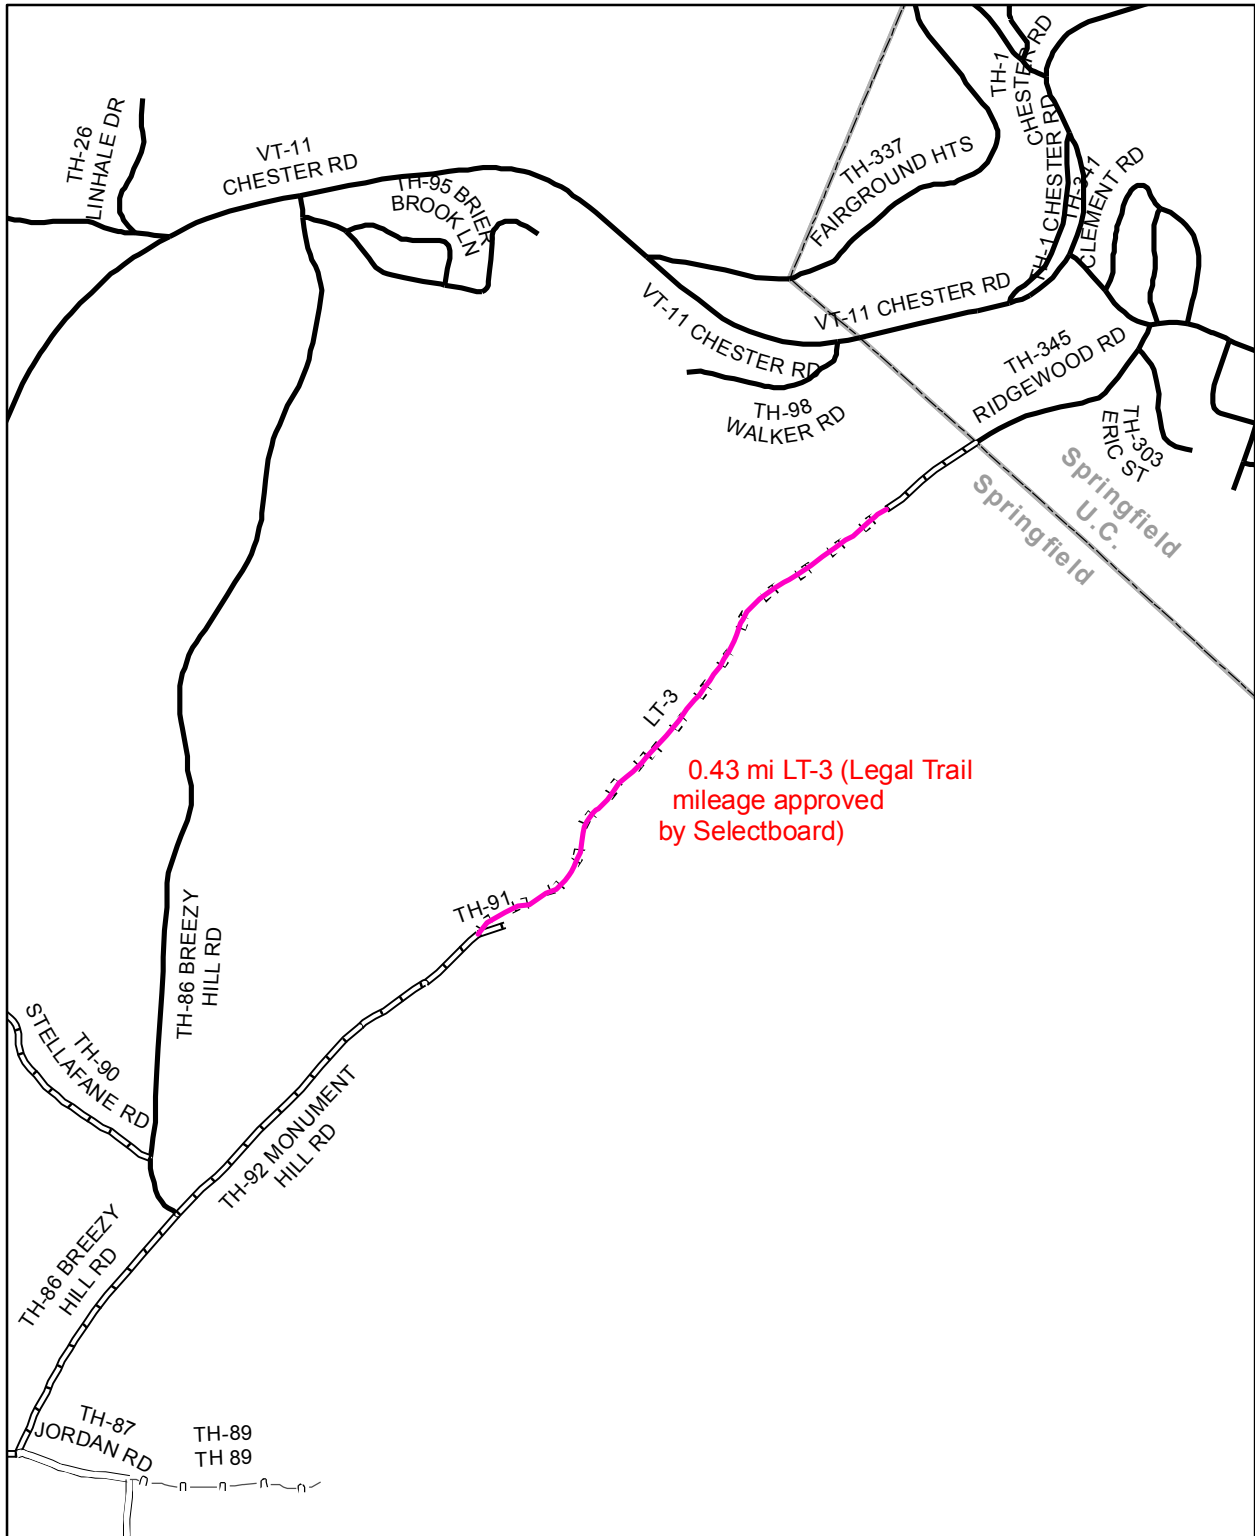 TH-1
CHESTER RD
TH-26
LINHALE DR
VT-11
CHESTER RD
TH-95 BRIER
BROOK LN
TH-337
FAIRGROUND HTS
TH-1 CHESTER RD
TH-341
CLEMENT RD
VT-11 CHESTER RD
VT-11 CHESTER RD
TH-345
RIDGEWOOD RD
TH-98
WALKER RD
TH-303
ERIC ST
Springfield
U.C.
Springfield
LT-3
0.43 mi LT-3 (Legal Trail
mileage approved
by Selectboard)
TH-91
TH-86 BREEZY
HILL RD
TH-90
STELLAFANE RD
TH-92 MONUMENT
HILL RD
TH-86 BREEZY
HILL RD
TH-87
JORDAN RD
TH-89
TH 89